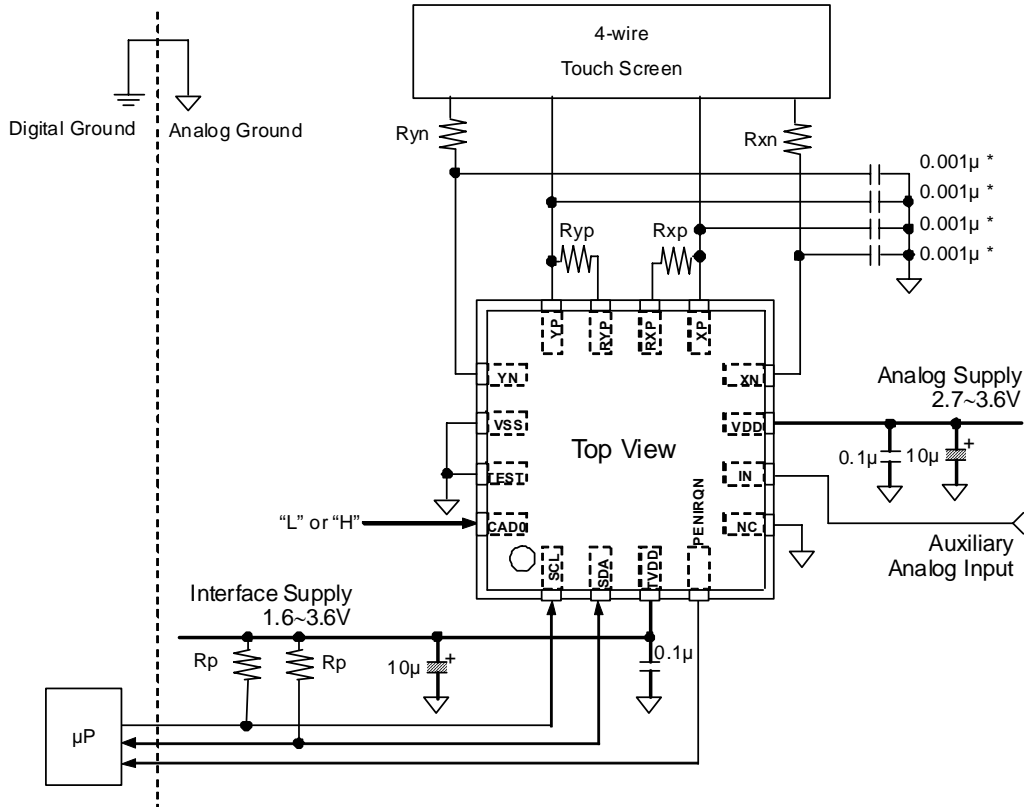 4-wire
Touch Screen
Digital Ground
Analog Ground
Ryn
Rxn
0.001µ *
0.001µ *
0.001µ *
0.001µ *
Ryp
Rxp
YP
RYP
RXP
XP
YN
XN
Analog Supply
2.7~3.6V
VSS
VDD
Top View
0.1µ
10µ
+
TEST
IN
PENIRQN
"L" or "H"
CAD0
NC
Auxiliary
Analog Input
SCL
SDA
TVDD
Interface Supply
1.6~3.6V
Rp
Rp
10µ
+
0.1µ
µP